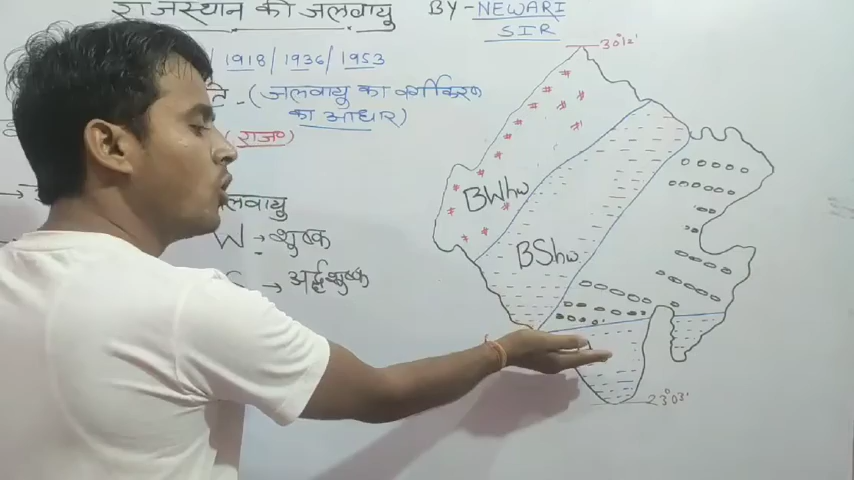 राजस्थान की जलवायु BY-NEWARI
SIR
/ 1918 / 1936 / 1953
(जलवायु का वर्गीकरण
का आधार)
(राज०)
जलवायु
W → शुष्क
→ अर्द्धशुष्क
30°12'
BWhw
BShw
23°03'